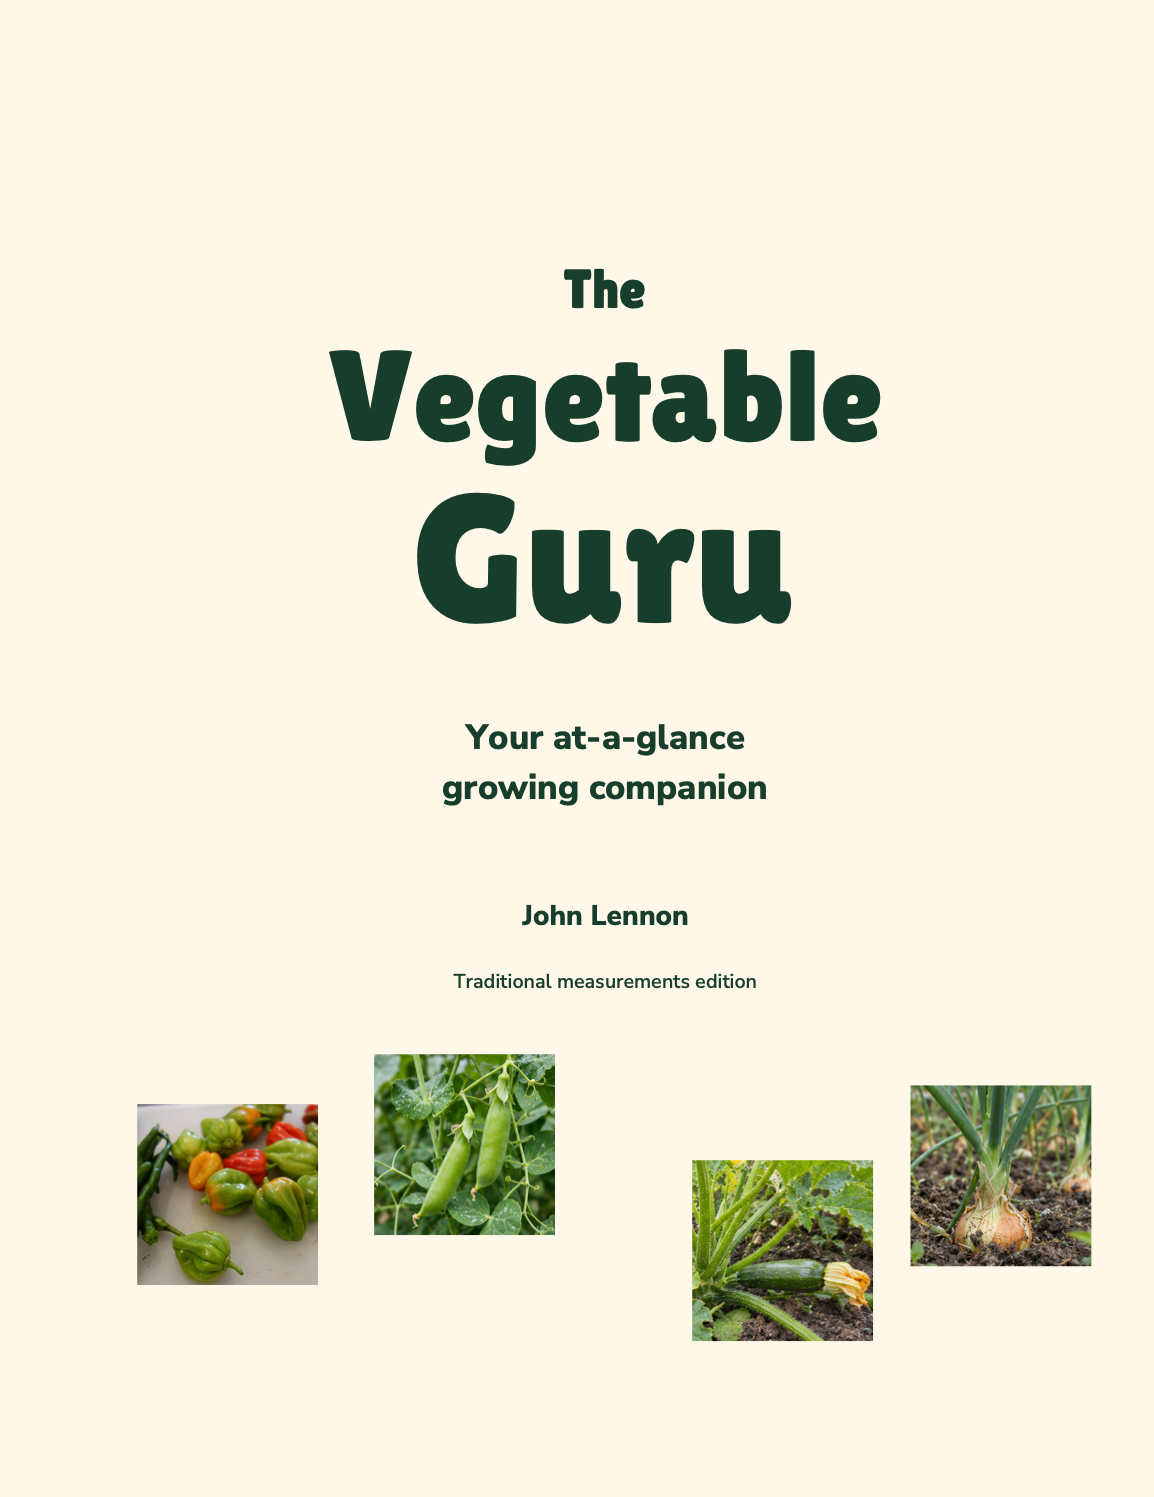 The
Vegetable
Guru
Your at-a-glance
growing companion
John Lennon
Traditional measurements edition